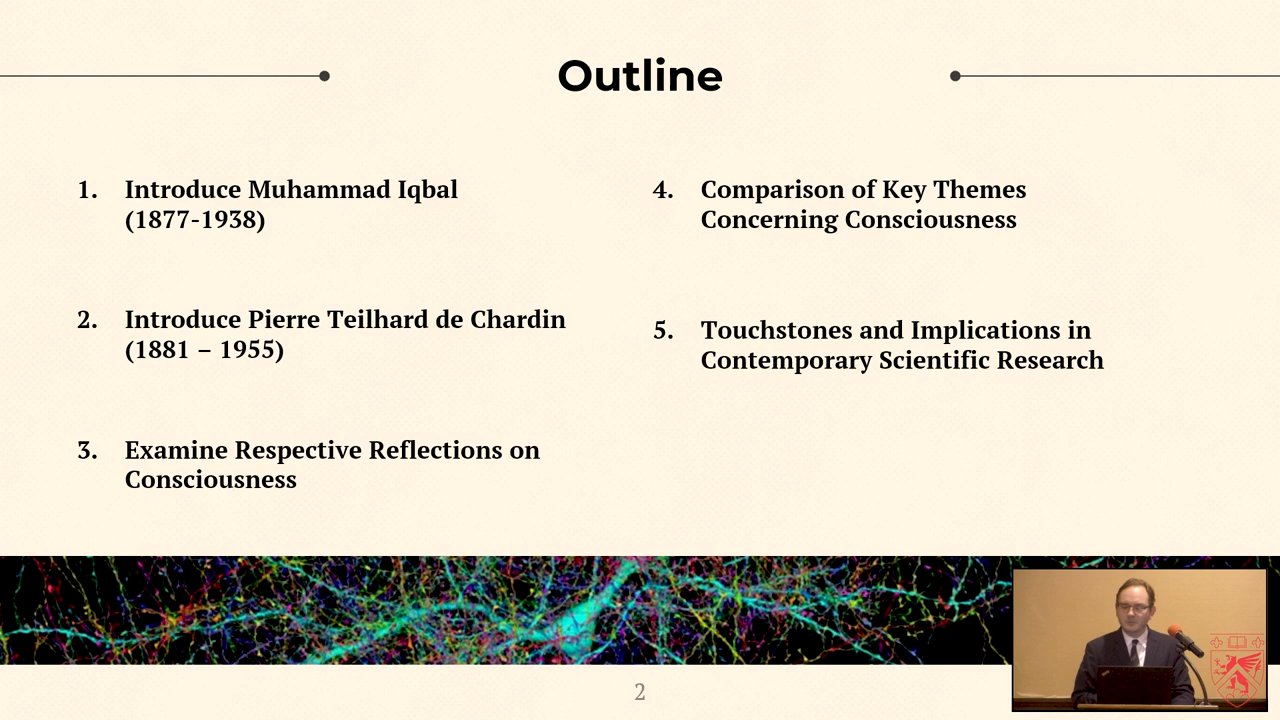 Outline
1. Introduce Muhammad Iqbal
(1877-1938)
2. Introduce Pierre Teilhard de Chardin
(1881 – 1955)
3. Examine Respective Reflections on
Consciousness
4. Comparison of Key Themes
Concerning Consciousness
5. Touchstones and Implications in
Contemporary Scientific Research
2